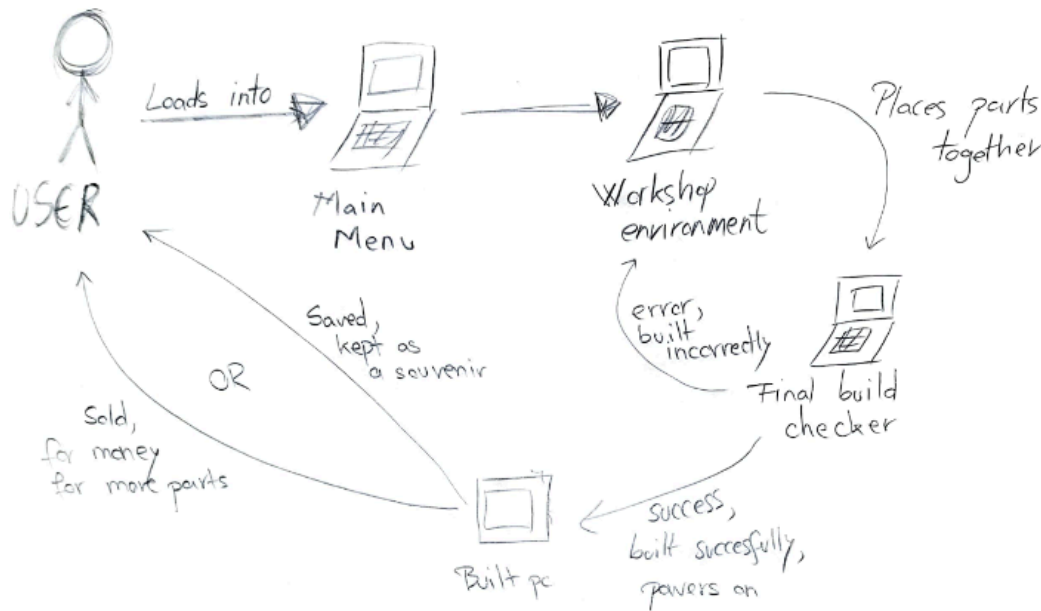 Loads into
USER
Main
Menu
Workshop
environment
Places parts
together
error,
built
incorrectly
Final build
checker
success,
built succesfully,
powers on
Built pc
Saved,
kept as
a souvenir
OR
Sold,
for money
for more parts